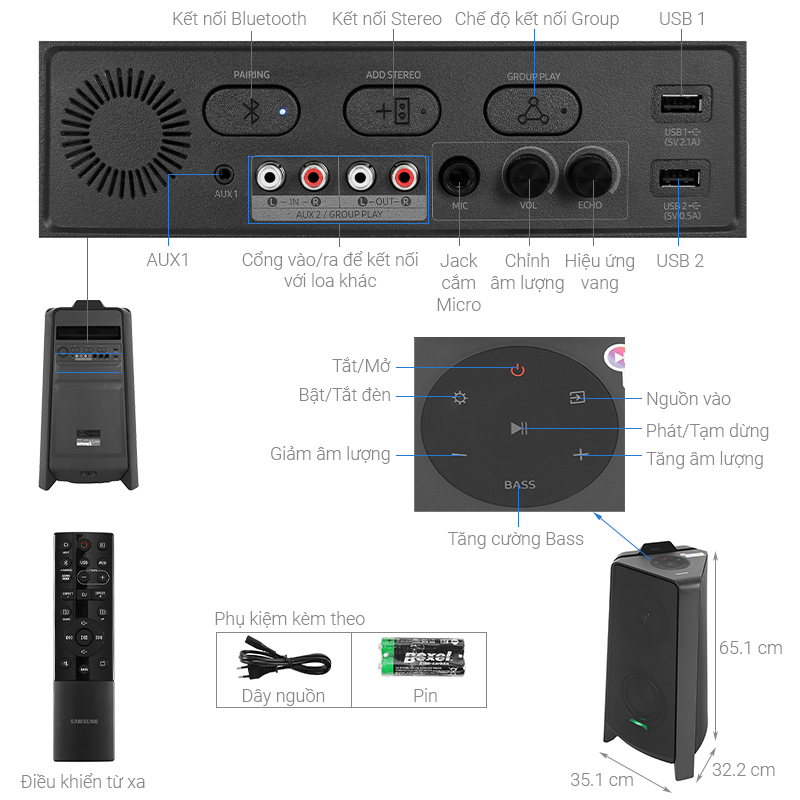 Kết nối Bluetooth
Kết nối Stereo
Chế độ kết nối Group
USB 1
PAIRING
ADD STEREO
GROUP PLAY
USB 1
(5V 2.1A)
AUX 1
L - IN - R
L - OUT - R
AUX 2 / GROUP PLAY
MIC
VOL
ECHO
USB 2
(5V 0.5A)
AUX1
Cổng vào/ra để kết nối
với loa khác
Jack
cắm
Micro
Chỉnh
âm lượng
Hiệu ứng
vang
USB 2
Tắt/Mở
Bật/Tắt đèn
Giảm âm lượng
Nguồn vào
Phát/Tạm dừng
Tăng âm lượng
BASS
Tăng cường Bass
Phụ kiệm kèm theo
Dây nguồn
Bexel
Pin
SAMSUNG
Điều khiển từ xa
65.1 cm
32.2 cm
35.1 cm